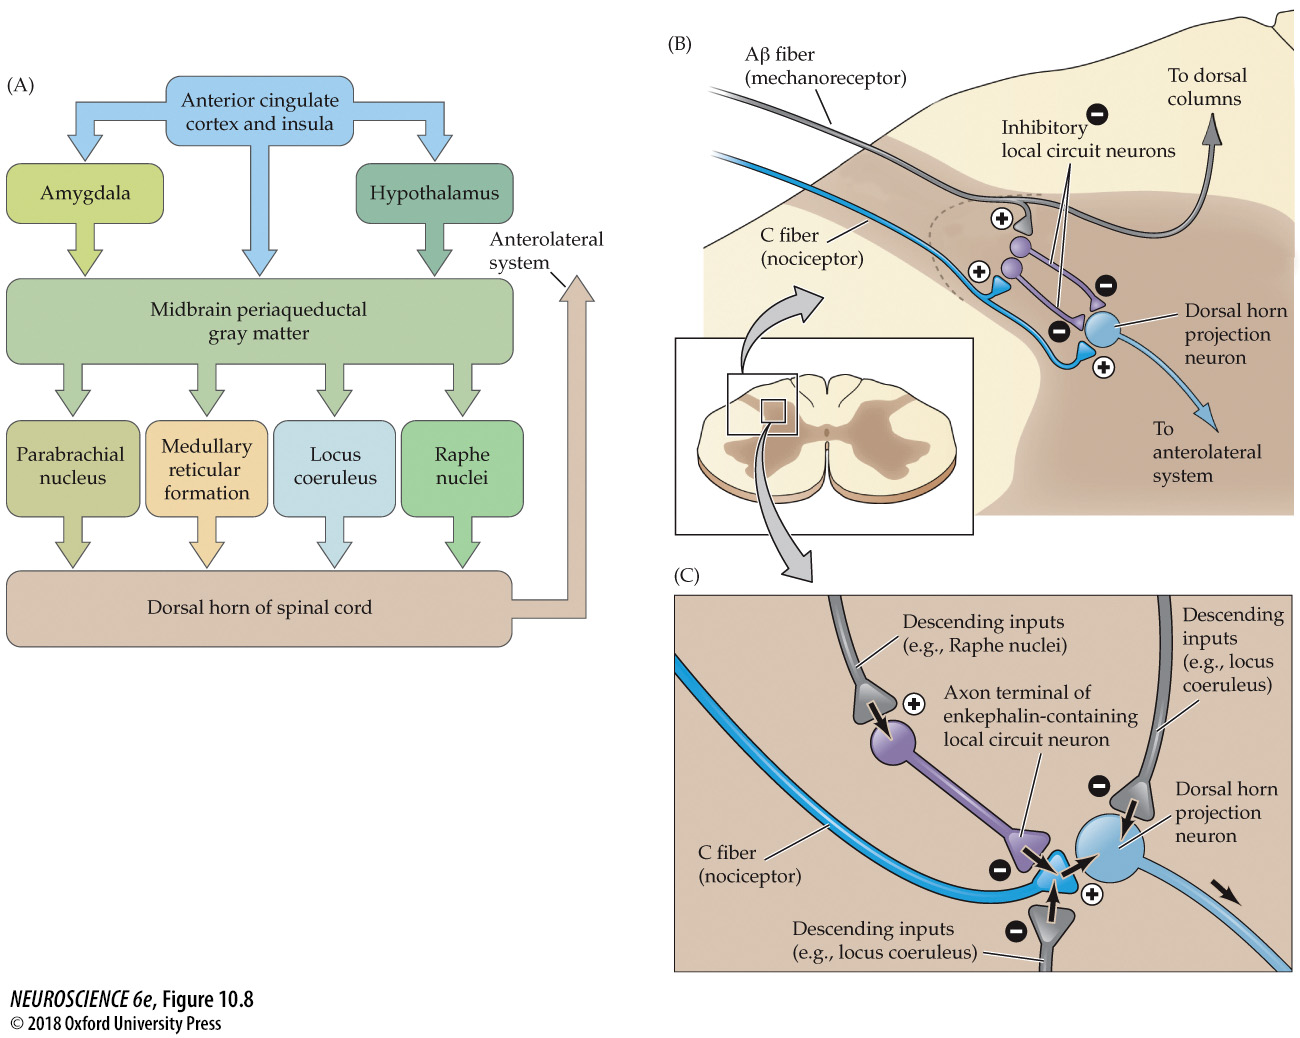 (A)
Anterior cingulate
cortex and insula
Amygdala
Hypothalamus
Anterolateral
system
Midbrain periaqueductal
gray matter
Parabrachial
nucleus
Medullary
reticular
formation
Locus
coeruleus
Raphe
nuclei
Dorsal horn of spinal cord
(B)
Aβ fiber
(mechanoreceptor)
To dorsal
columns
Inhibitory
local circuit neurons
C fiber
(nociceptor)
Dorsal horn
projection
neuron
To
anterolateral
system
(C)
Descending inputs
(e.g., Raphe nuclei)
Descending
inputs
(e.g., locus
coeruleus)
Axon terminal of
enkephalin-containing
local circuit neuron
Dorsal horn
projection
neuron
C fiber
(nociceptor)
Descending inputs
(e.g., locus coeruleus)
NEUROSCIENCE 6e, Figure 10.8
© 2018 Oxford University Press